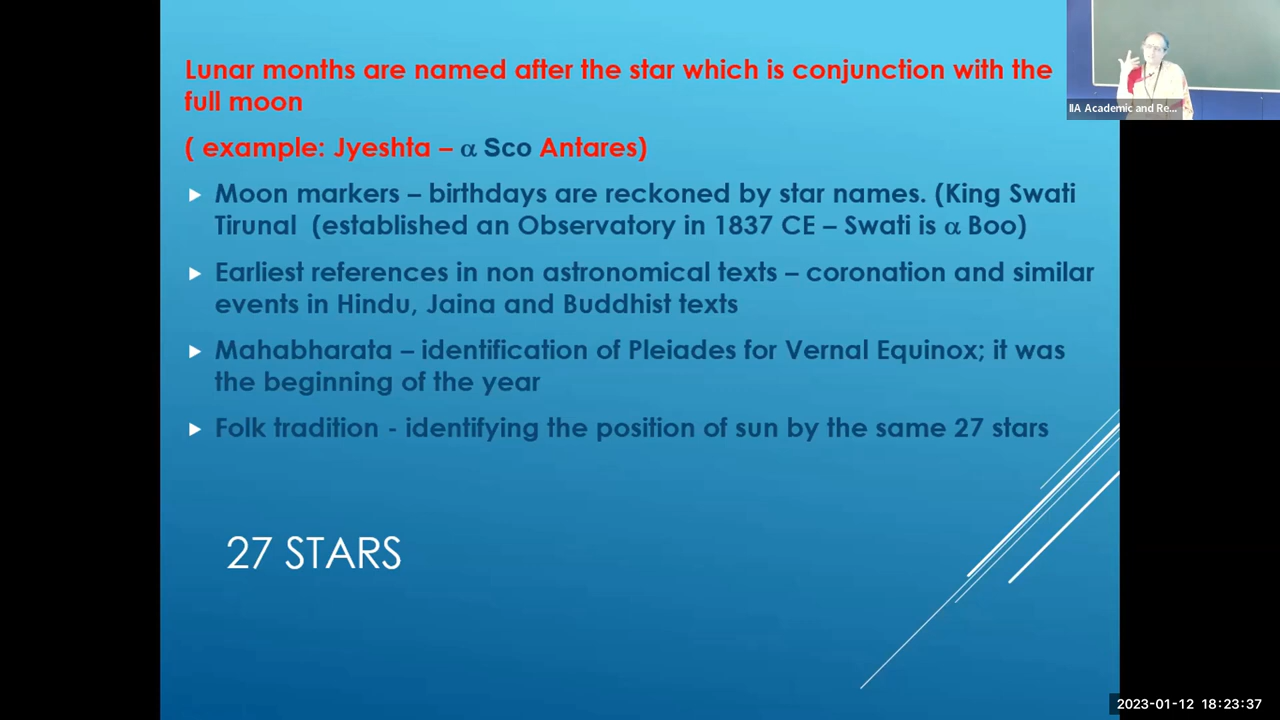 Lunar months are named after the star which is conjunction with the
full moon
( example: Jyeshta – α Sco Antares)
Moon markers – birthdays are reckoned by star names. (King Swati
Tirunal (established an Observatory in 1837 CE – Swati is α Boo)
Earliest references in non astronomical texts – coronation and similar
events in Hindu, Jaina and Buddhist texts
Mahabharata – identification of Pleiades for Vernal Equinox; it was
the beginning of the year
Folk tradition - identifying the position of sun by the same 27 stars
27 STARS
IIA Academic and Re...
2023-01-12 18:23:37